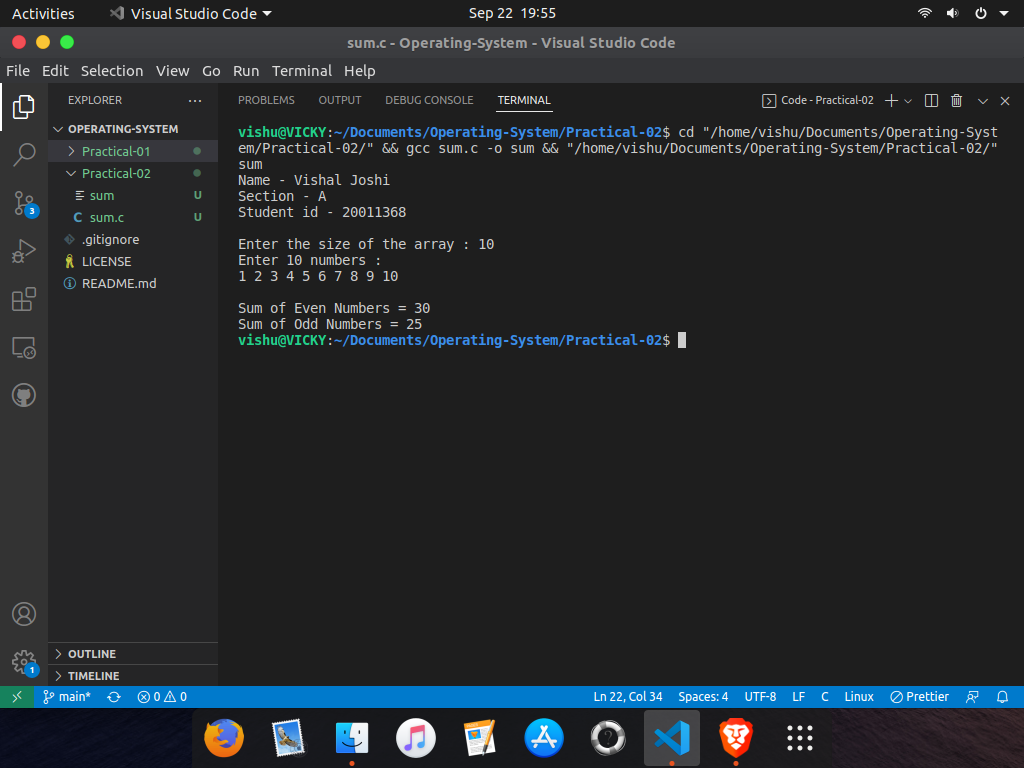 Activities Visual Studio Code Sep 22 19:55
sum.c - Operating-System - Visual Studio Code
File Edit Selection View Go Run Terminal Help
EXPLORER ...
OPERATING-SYSTEM
Practical-01
Practical-02
sum U
C sum.c U
.gitignore
LICENSE
README.md
3
1
OUTLINE
TIMELINE
PROBLEMS OUTPUT DEBUG CONSOLE TERMINAL Code - Practical-02
vishu@VICKY:~/Documents/Operating-System/Practical-02$ cd "/home/vishu/Documents/Operating-Syst
em/Practical-02/" && gcc sum.c -o sum && "/home/vishu/Documents/Operating-System/Practical-02/"
sum
Name - Vishal Joshi
Section - A
Student id - 20011368
Enter the size of the array : 10
Enter 10 numbers :
1 2 3 4 5 6 7 8 9 10
Sum of Even Numbers = 30
Sum of Odd Numbers = 25
vishu@VICKY:~/Documents/Operating-System/Practical-02$
main* 0 0 Ln 22, Col 34 Spaces: 4 UTF-8 LF C Linux Prettier